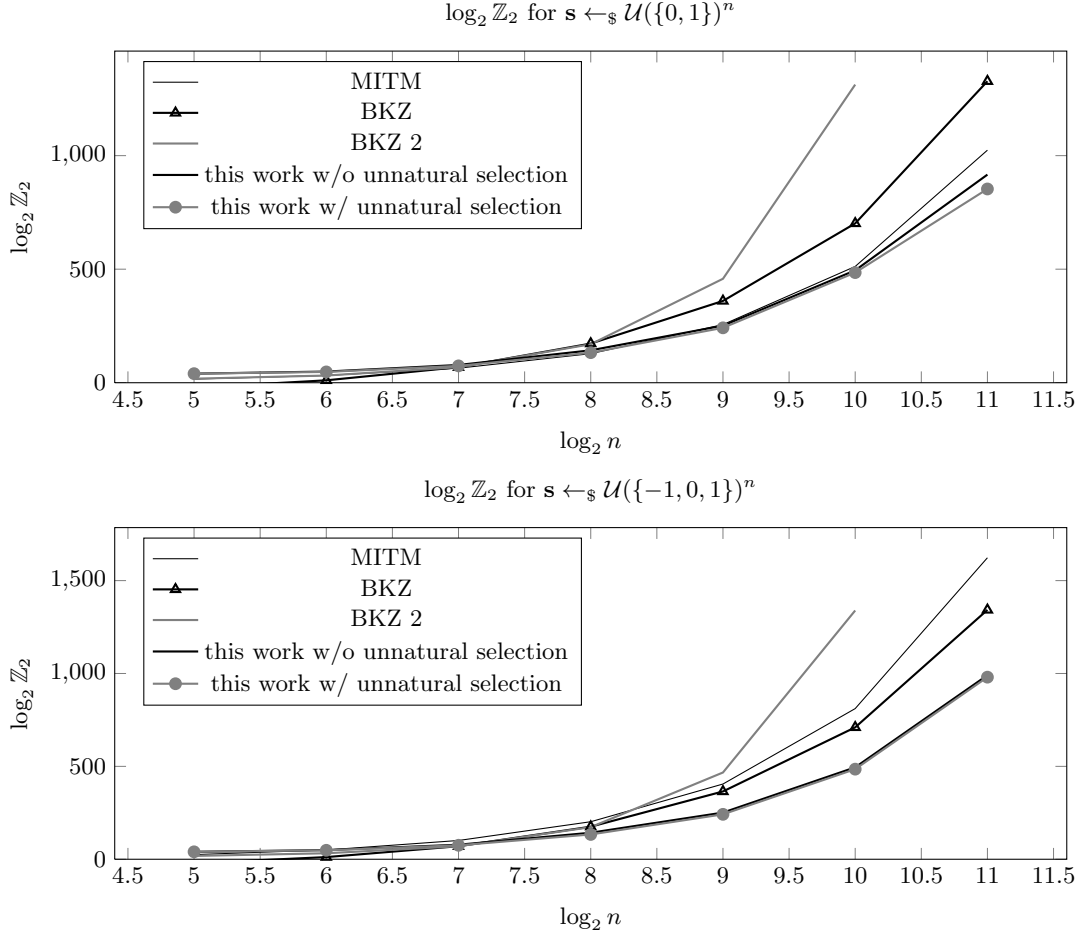 log₂ ℤ₂ for s ←$ 𝒰({0, 1})ⁿ
MITM
BKZ
BKZ 2
this work w/o unnatural selection
this work w/ unnatural selection
1,000
500
0
log₂ ℤ₂
4.5 5 5.5 6 6.5 7 7.5 8 8.5 9 9.5 10 10.5 11 11.5
log₂ n
log₂ ℤ₂ for s ←$ 𝒰({−1, 0, 1})ⁿ
MITM
BKZ
BKZ 2
this work w/o unnatural selection
this work w/ unnatural selection
1,500
1,000
500
0
log₂ ℤ₂
4.5 5 5.5 6 6.5 7 7.5 8 8.5 9 9.5 10 10.5 11 11.5
log₂ n